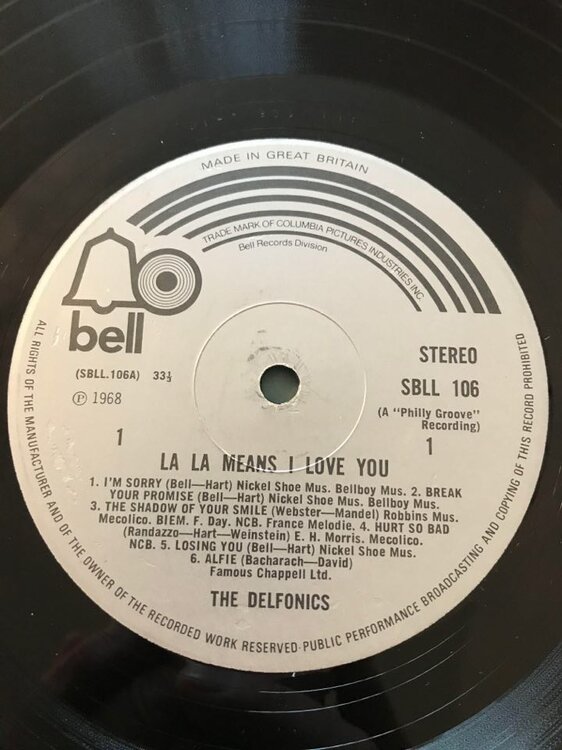 MADE IN GREAT BRITAIN
TRADE MARK OF COLUMBIA PICTURES INDUSTRIES INC.
Bell Records Division
bell
(SBLL.106A) 33⅓
Ⓟ 1968
STEREO
SBLL 106
(A "Philly Groove"
Recording)
1
1
LA LA MEANS I LOVE YOU
1. I'M SORRY (Bell—Hart) Nickel Shoe Mus. Bellboy Mus. 2. BREAK
YOUR PROMISE (Bell—Hart) Nickel Shoe Mus. Bellboy Mus.
3. THE SHADOW OF YOUR SMILE (Webster—Mandel) Robbins Mus.
Mecolico. BIEM. F. Day. NCB. France Melodie. 4. HURT SO BAD
(Randazzo—Hart—Weinstein) E. H. Morris. Mecolico.
NCB. 5. LOSING YOU (Bell—Hart) Nickel Shoe Mus.
6. ALFIE (Bacharach—David)
Famous Chappell Ltd.
THE DELFONICS
ALL RIGHTS OF THE MANUFACTURER AND OF THE OWNER OF THE RECORDED WORK RESERVED·PUBLIC PERFORMANCE BROADCASTING AND COPYING OF THIS RECORD PROHIBITED